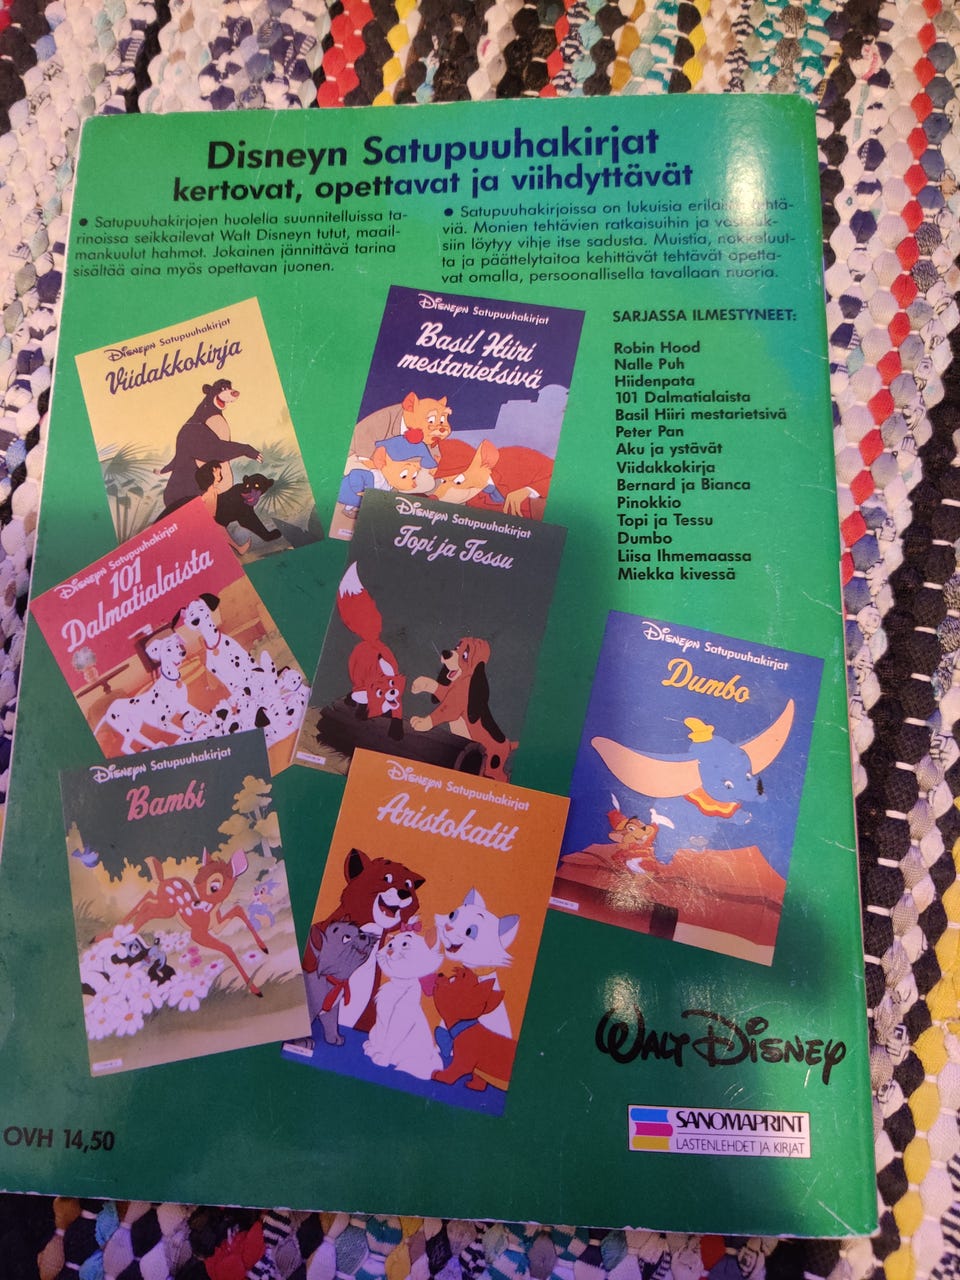 Disneyn Satupuuhakirjat
kertovat, opettavat ja viihdyttävät
• Satupuuhakirjojen huolella suunnitelluissa ta-
rinoissa seikkailevat Walt Disneyn tutut, maail-
mankuulut hahmot. Jokainen jännittävä tarina
sisältää aina myös opettavan juonen.
• Satupuuhakirjoissa on lukuisia erilaisia tehtä-
viä. Monien tehtävien ratkaisuihin ja vastauk-
siin löytyy vihje itse sadusta. Muistia, nokkeluut-
ta ja päättelytaitoa kehittävät tehtävät opetta-
vat omalla, persoonallisella tavallaan nuoria.
SARJASSA ILMESTYNEET:
Robin Hood
Nalle Puh
Hiidenpata
101 Dalmatialaista
Basil Hiiri mestarietsivä
Peter Pan
Aku ja ystävät
Viidakkokirja
Bernard ja Bianca
Pinokkio
Topi ja Tessu
Dumbo
Liisa Ihmemaassa
Miekka kivessä
Disneyn Satupuuhakirjat
Viidakkokirja
Disneyn Satupuuhakirjat
Basil Hiiri
mestarietsivä
Disneyn Satupuuhakirjat
101
Dalmatialaista
Disneyn Satupuuhakirjat
Topi ja Tessu
Disneyn Satupuuhakirjat
Dumbo
Disneyn Satupuuhakirjat
Bambi
Disneyn Satupuuhakirjat
Aristokatit
WALT DISNEY
SANOMAPRINT
LASTENLEHDET JA KIRJAT
OVH 14,50